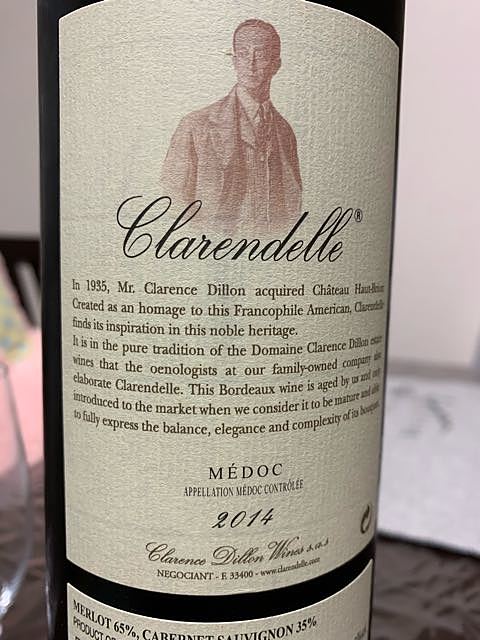 Clarendelle®
In 1935, Mr. Clarence Dillon acquired Château Haut-Brion.
Created as an homage to this Francophile American, Clarendelle
finds its inspiration in this noble heritage.
It is in the pure tradition of the Domaine Clarence Dillon estate
wines that the oenologists at our family-owned company also
elaborate Clarendelle. This Bordeaux wine is aged by us and only
introduced to the market when we consider it to be mature and able
to fully express the balance, elegance and complexity of its bouquet.
MÉDOC
APPELLATION MÉDOC CONTRÔLÉE
2014
Clarence Dillon Wines s.a.s
NEGOCIANT - F. 33400 - www.clarendelle.com
MERLOT 65%, CABERNET SAUVIGNON 35%
PRODUCT OF